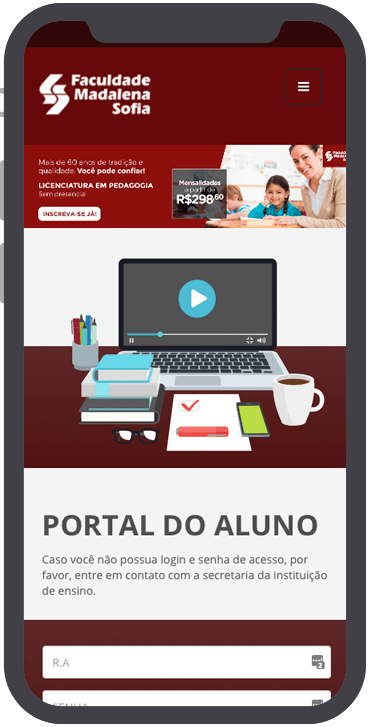 Faculdade
Madalena
Sofia
Mais de 60 anos de tradição e
qualidade. Você pode confiar!
LICENCIATURA EM PEDAGOGIA
Semipresencial
INSCREVA-SE JÁ!
Mensalidades
a partir de
R$298,60
PORTAL DO ALUNO
Caso você não possua login e senha de acesso, por
favor, entre em contato com a secretaria da instituição
de ensino.
R.A
SENHA